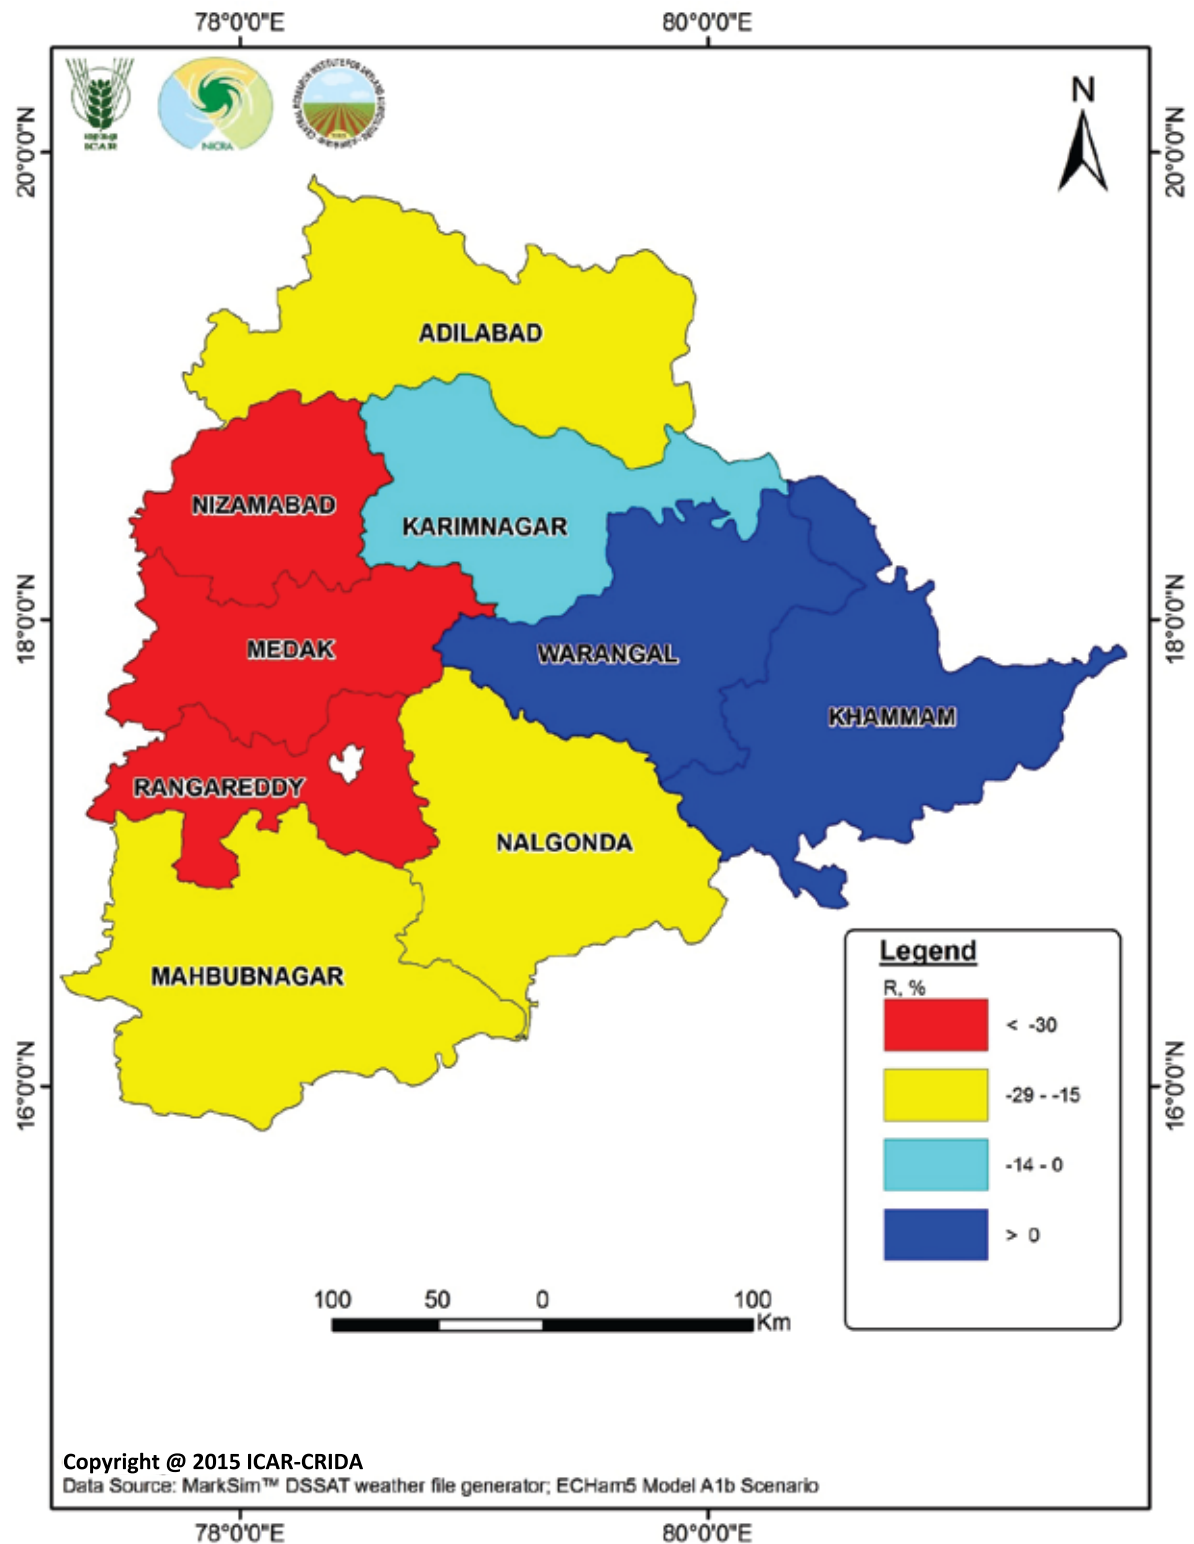 78°0'0"E 80°0'0"E
N
ICAR
NICRA
20°0'0"N 20°0'0"N
ADILABAD
NIZAMABAD
KARIMNAGAR
18°0'0"N 18°0'0"N
MEDAK
WARANGAL
KHAMMAM
RANGAREDDY
NALGONDA
MAHBUBNAGAR
16°0'0"N 16°0'0"N
Legend
R, %
< -30
-29 - -15
-14 - 0
> 0
100 50 0 100
Km
Copyright @ 2015 ICAR-CRIDA
Data Source: MarkSim™ DSSAT weather file generator; ECHam5 Model A1b Scenario
78°0'0"E 80°0'0"E